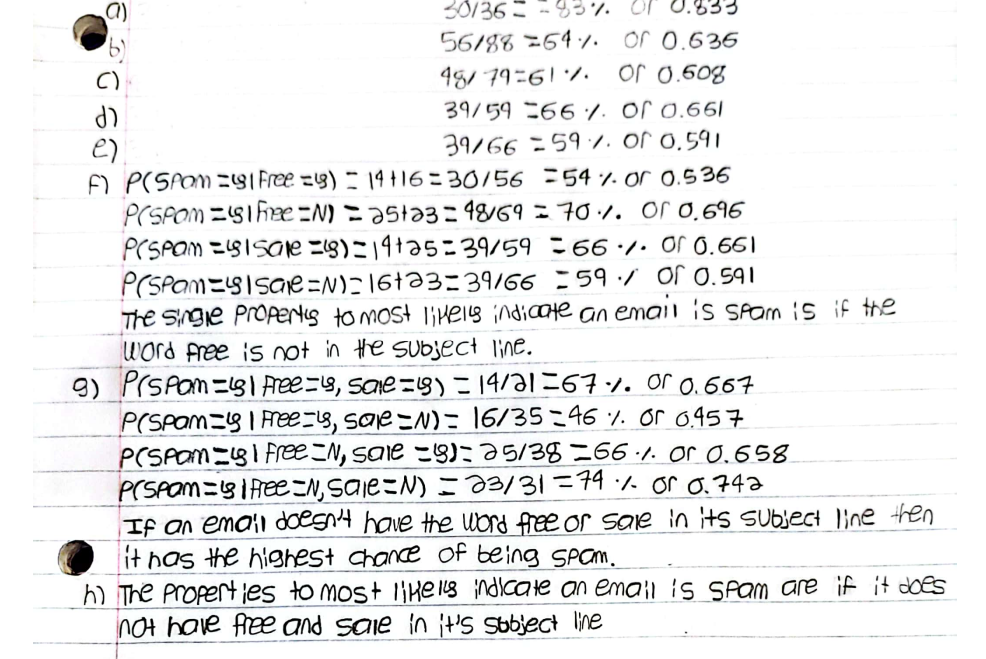 a) 30/36 = = 83% or 0.833
b) 56/88 = 64% or 0.636
c) 48/79=61% or 0.608
d) 39/59 = 66% or 0.661
e) 39/66 = 59% or 0.591
f) P(Spam=y|Free=y) = 14+16=30/56 =54% or 0.536
P(Spam=y|free=N) = 25+23=48/69 = 70%. or 0.696
P(Spam=y|sale=y)=14+25=39/59 = 66% or 0.661
P(Spam=y|sale=N)=16+23=39/66 = 59% or 0.591
The single property to most likely indicate an email is spam is if the
word free is not in the subject line.
g) P(Spam=y|free=y, sale=y) = 14/21=67% or 0.667
P(Spam=y|Free=y, sale=N)= 16/35=46% or 0.457
P(Spam=y|free=N, sale=y)= 25/38=66% or 0.658
P(Spam=y|free=N, sale=N) = 23/31=74% or 0.742
If an email doesn't have the word free or sale in its subject line then
it has the highest chance of being spam.
h) The properties to most likely indicate an email is spam are if it does
not have free and sale in it's subject line